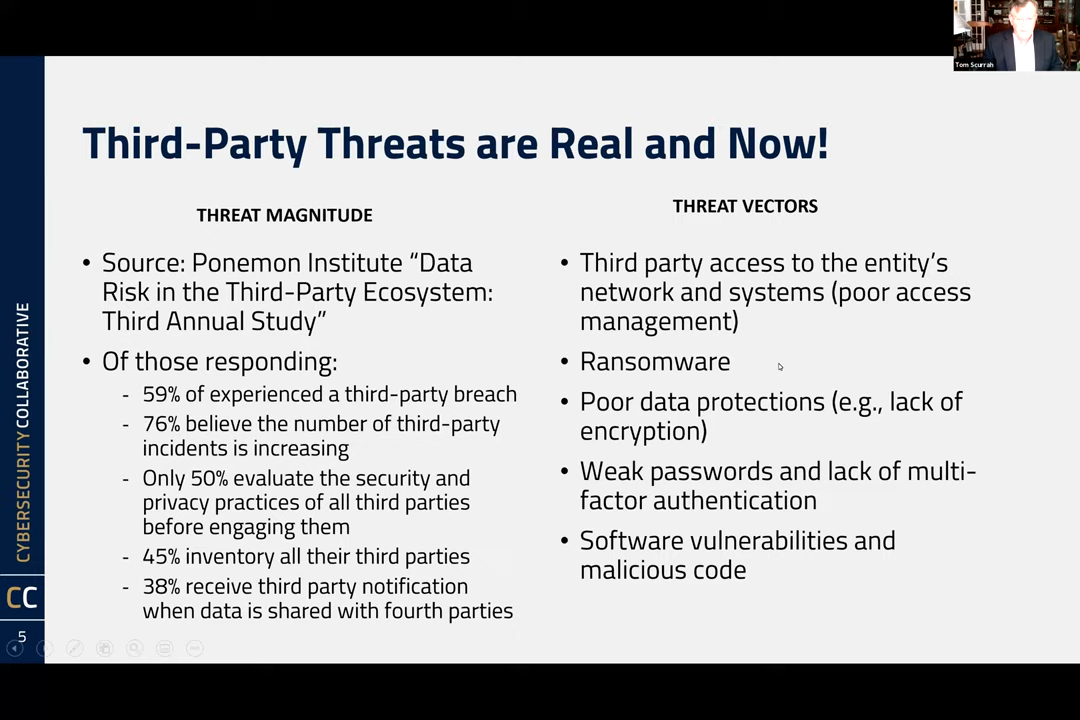 Tom Scurrah
Third-Party Threats are Real and Now!
THREAT MAGNITUDE
• Source: Ponemon Institute “Data
Risk in the Third-Party Ecosystem:
Third Annual Study”
• Of those responding:
- 59% of experienced a third-party breach
- 76% believe the number of third-party
incidents is increasing
- Only 50% evaluate the security and
privacy practices of all third parties
before engaging them
- 45% inventory all their third parties
- 38% receive third party notification
when data is shared with fourth parties
THREAT VECTORS
• Third party access to the entity’s
network and systems (poor access
management)
• Ransomware
• Poor data protections (e.g., lack of
encryption)
• Weak passwords and lack of multi-
factor authentication
• Software vulnerabilities and
malicious code
CYBERSECURITY COLLABORATIVE
CC
5